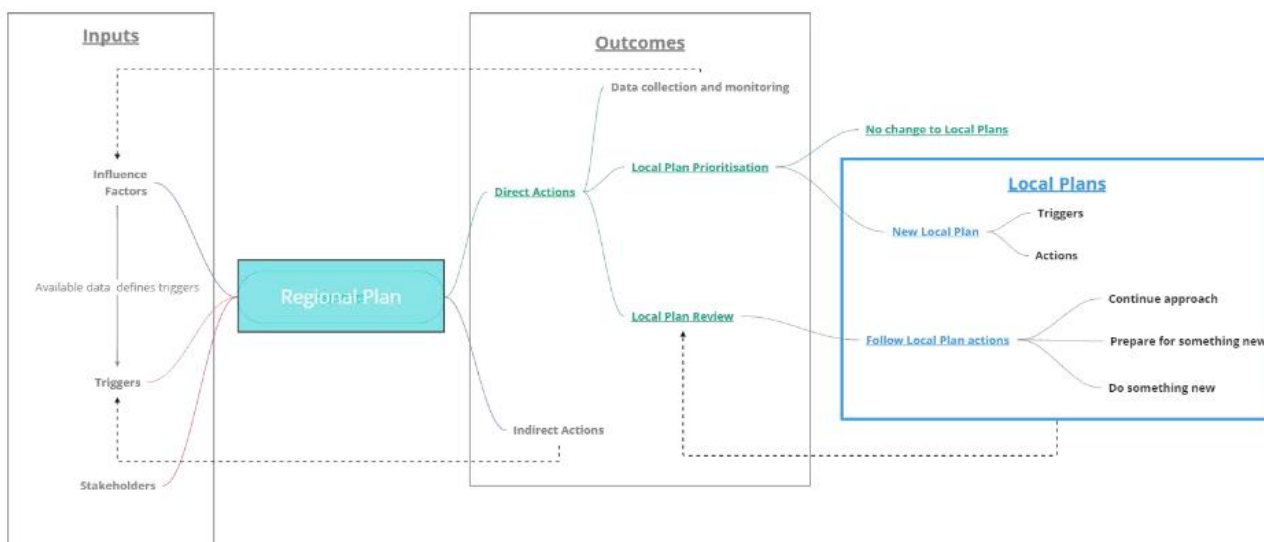 Inputs
Outcomes
Data collection and monitoring
No change to Local Plans
Influence
Factors
Local Plan Prioritisation
Direct Actions
Local Plans
Triggers
New Local Plan
Actions
Available data defines triggers
Regional Plan
Local Plan Review
Continue approach
Follow Local Plan actions
Prepare for something new
Do something new
Triggers
Indirect Actions
Stakeholders